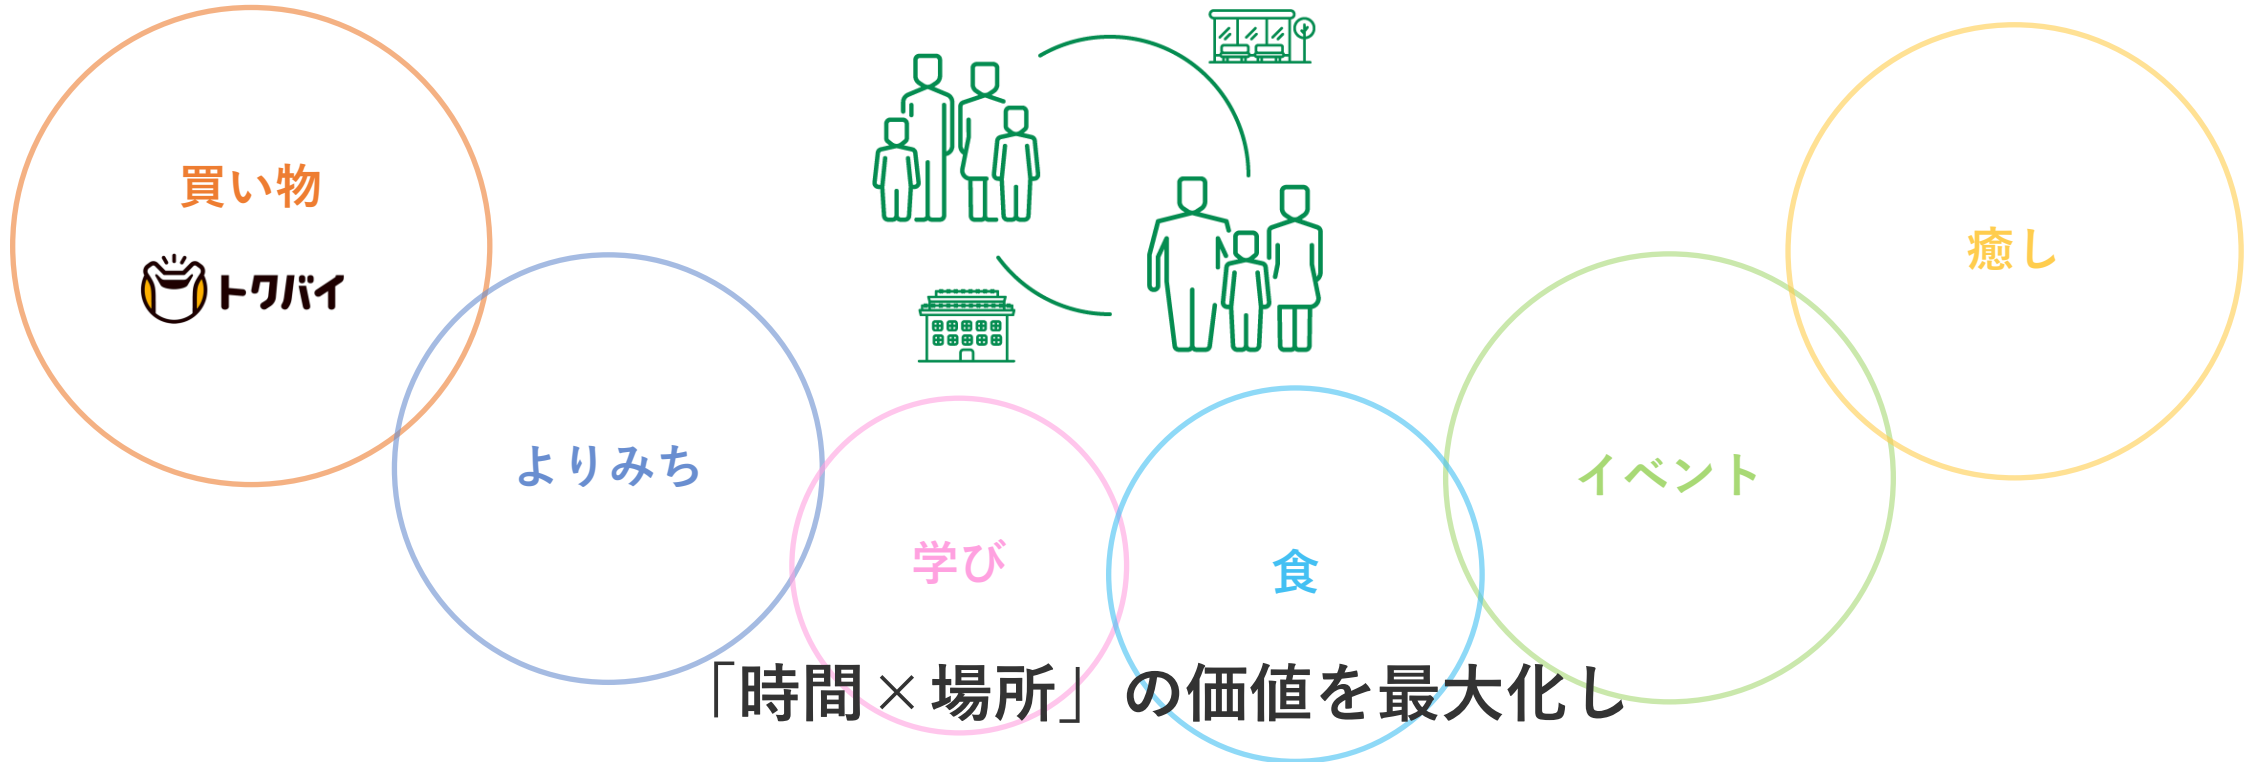 買い物
トクバイ
よりみち
学び
食
イベント
癒し
「時間×場所」の価値を最大化し